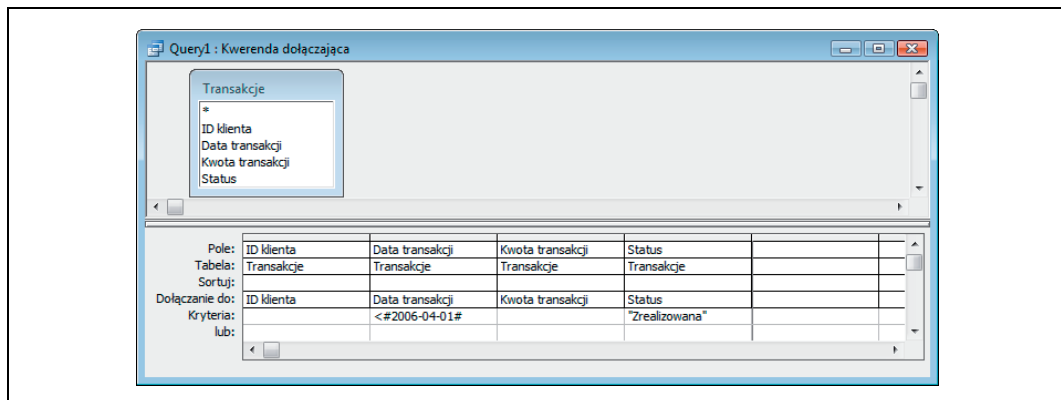 Query1 : Kwerenda dołączająca
Transakcje
*
ID klienta
Data transakcji
Kwota transakcji
Status
Pole: ID klienta Data transakcji Kwota transakcji Status
Tabela: Transakcje Transakcje Transakcje Transakcje
Sortuj:
Dołączanie do: ID klienta Data transakcji Kwota transakcji Status
Kryteria: <#2006-04-01# "Zrealizowana"
lub: